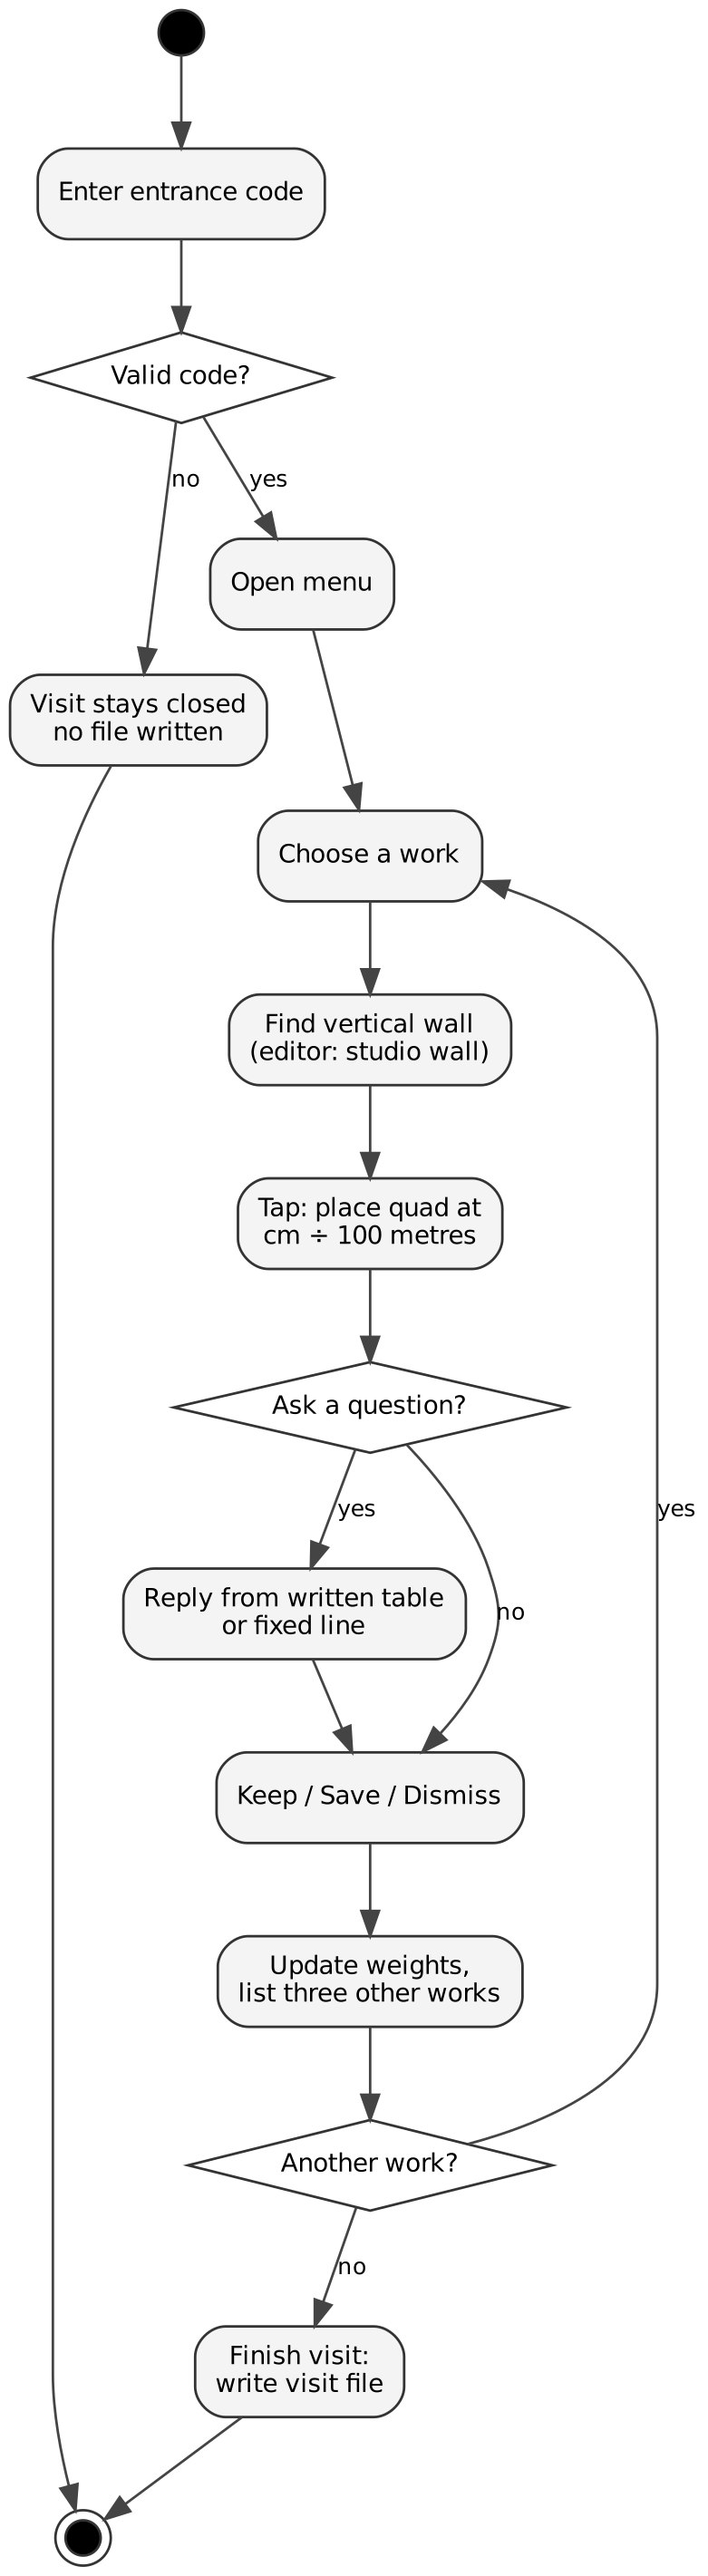 Enter entrance code
Valid code?
no
yes
Open menu
Visit stays closed
no file written
Choose a work
Find vertical wall
(editor: studio wall)
Tap: place quad at
cm ÷ 100 metres
Ask a question?
yes
yes
Reply from written table
or fixed line
no
Keep / Save / Dismiss
Update weights,
list three other works
Another work?
no
Finish visit:
write visit file